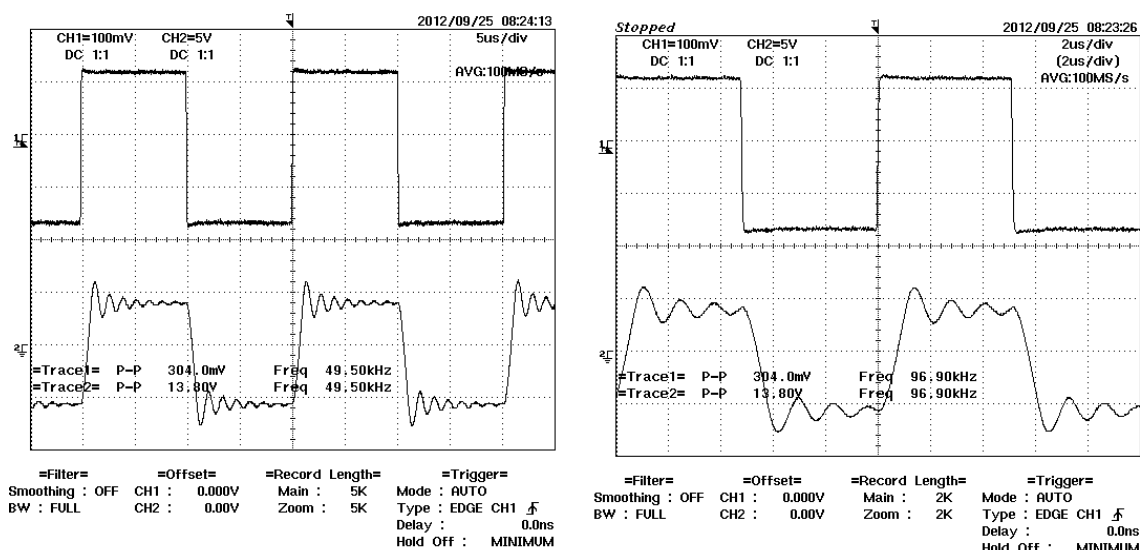 2012/09/25 08:24:13
CH1=100mV CH2=5V 5us/div
DC 1:1 DC 1:1
AVG:100MS/s
1
2
=Trace1= P-P 304.0mV Freq 49.50kHz
=Trace2= P-P 13.80V Freq 49.50kHz
=Filter= =Offset= =Record Length= =Trigger=
Smoothing : OFF CH1 : 0.000V Main : 5K Mode : AUTO
BW : FULL CH2 : 0.00V Zoom : 5K Type : EDGE CH1
Delay : 0.0ns
Hold Off : MINIMUM
Stopped 2012/09/25 08:23:26
CH1=100mV CH2=5V 2us/div
DC 1:1 DC 1:1 (2us/div)
AVG:100MS/s
1
2
=Trace1= P-P 304.0mV Freq 96.90kHz
=Trace2= P-P 13.80V Freq 96.90kHz
=Filter= =Offset= =Record Length= =Trigger=
Smoothing : OFF CH1 : 0.000V Main : 2K Mode : AUTO
BW : FULL CH2 : 0.00V Zoom : 2K Type : EDGE CH1
Delay : 0.0ns
Hold Off : MINIMUM